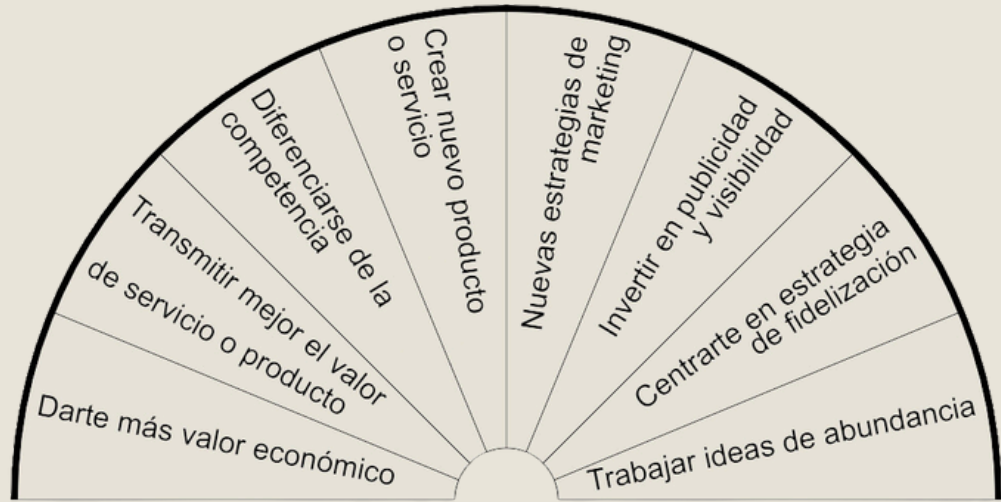 Darte más valor económico
Transmitir mejor el valor
de servicio o producto
Diferenciarse de la
competencia
Crear nuevo producto
o servicio
Nuevas estrategias de
marketing
Invertir en publicidad
y visibilidad
Centrarte en estrategia
de fidelización
Trabajar ideas de abundancia